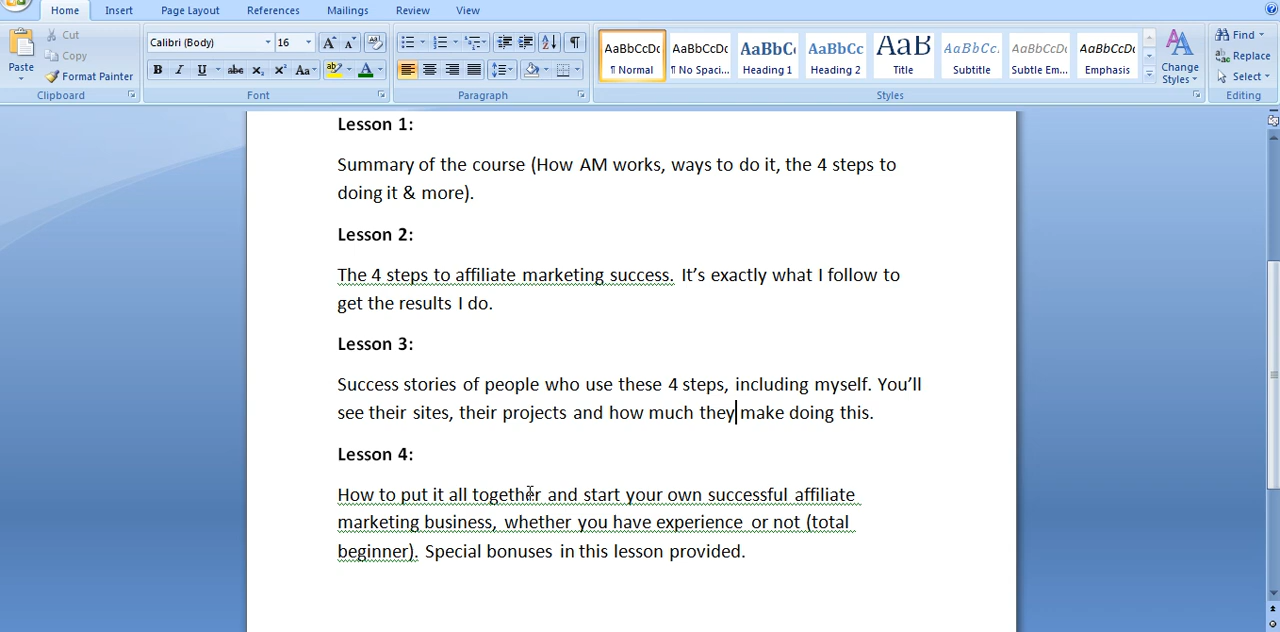 Home Insert Page Layout References Mailings Review View
Paste
Cut
Copy
Format Painter
Clipboard
Calibri (Body) 16
Font
Paragraph
AaBbCcDc AaBbCcDc AaBbC AaBbCc AaB AaBbCc. AaBbCcDc AaBbCcDc
¶ Normal ¶ No Spaci... Heading 1 Heading 2 Title Subtitle Subtle Em... Emphasis
Change
Styles
Styles
Find
Replace
Select
Editing
Lesson 1:
Summary of the course (How AM works, ways to do it, the 4 steps to
doing it & more).
Lesson 2:
The 4 steps to affiliate marketing success. It’s exactly what I follow to
get the results I do.
Lesson 3:
Success stories of people who use these 4 steps, including myself. You’ll
see their sites, their projects and how much they make doing this.
Lesson 4:
How to put it all together and start your own successful affiliate
marketing business, whether you have experience or not (total
beginner). Special bonuses in this lesson provided.